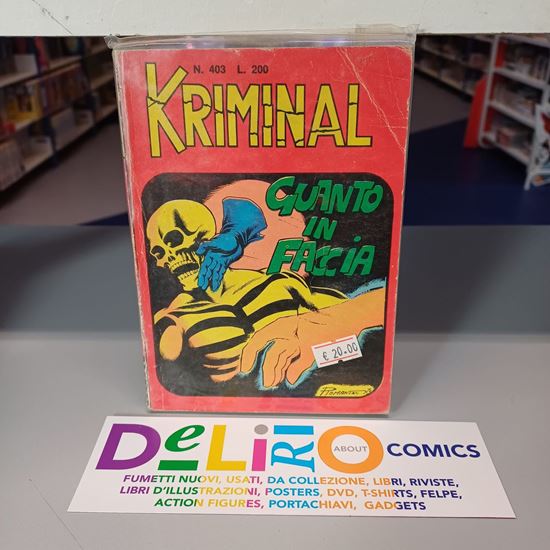 N. 403 L. 200
KRIMINAL
GUANTO
IN
FACCIA
€ 20.00
DeLiRIO ABOUT COMICS
FUMETTI NUOVI, USATI, DA COLLEZIONE, LIBRI, RIVISTE,
LIBRI D'ILLUSTRAZIONI, POSTERS, DVD, T-SHIRTS, FELPE,
ACTION FIGURES, PORTACHIAVI, GADGETS